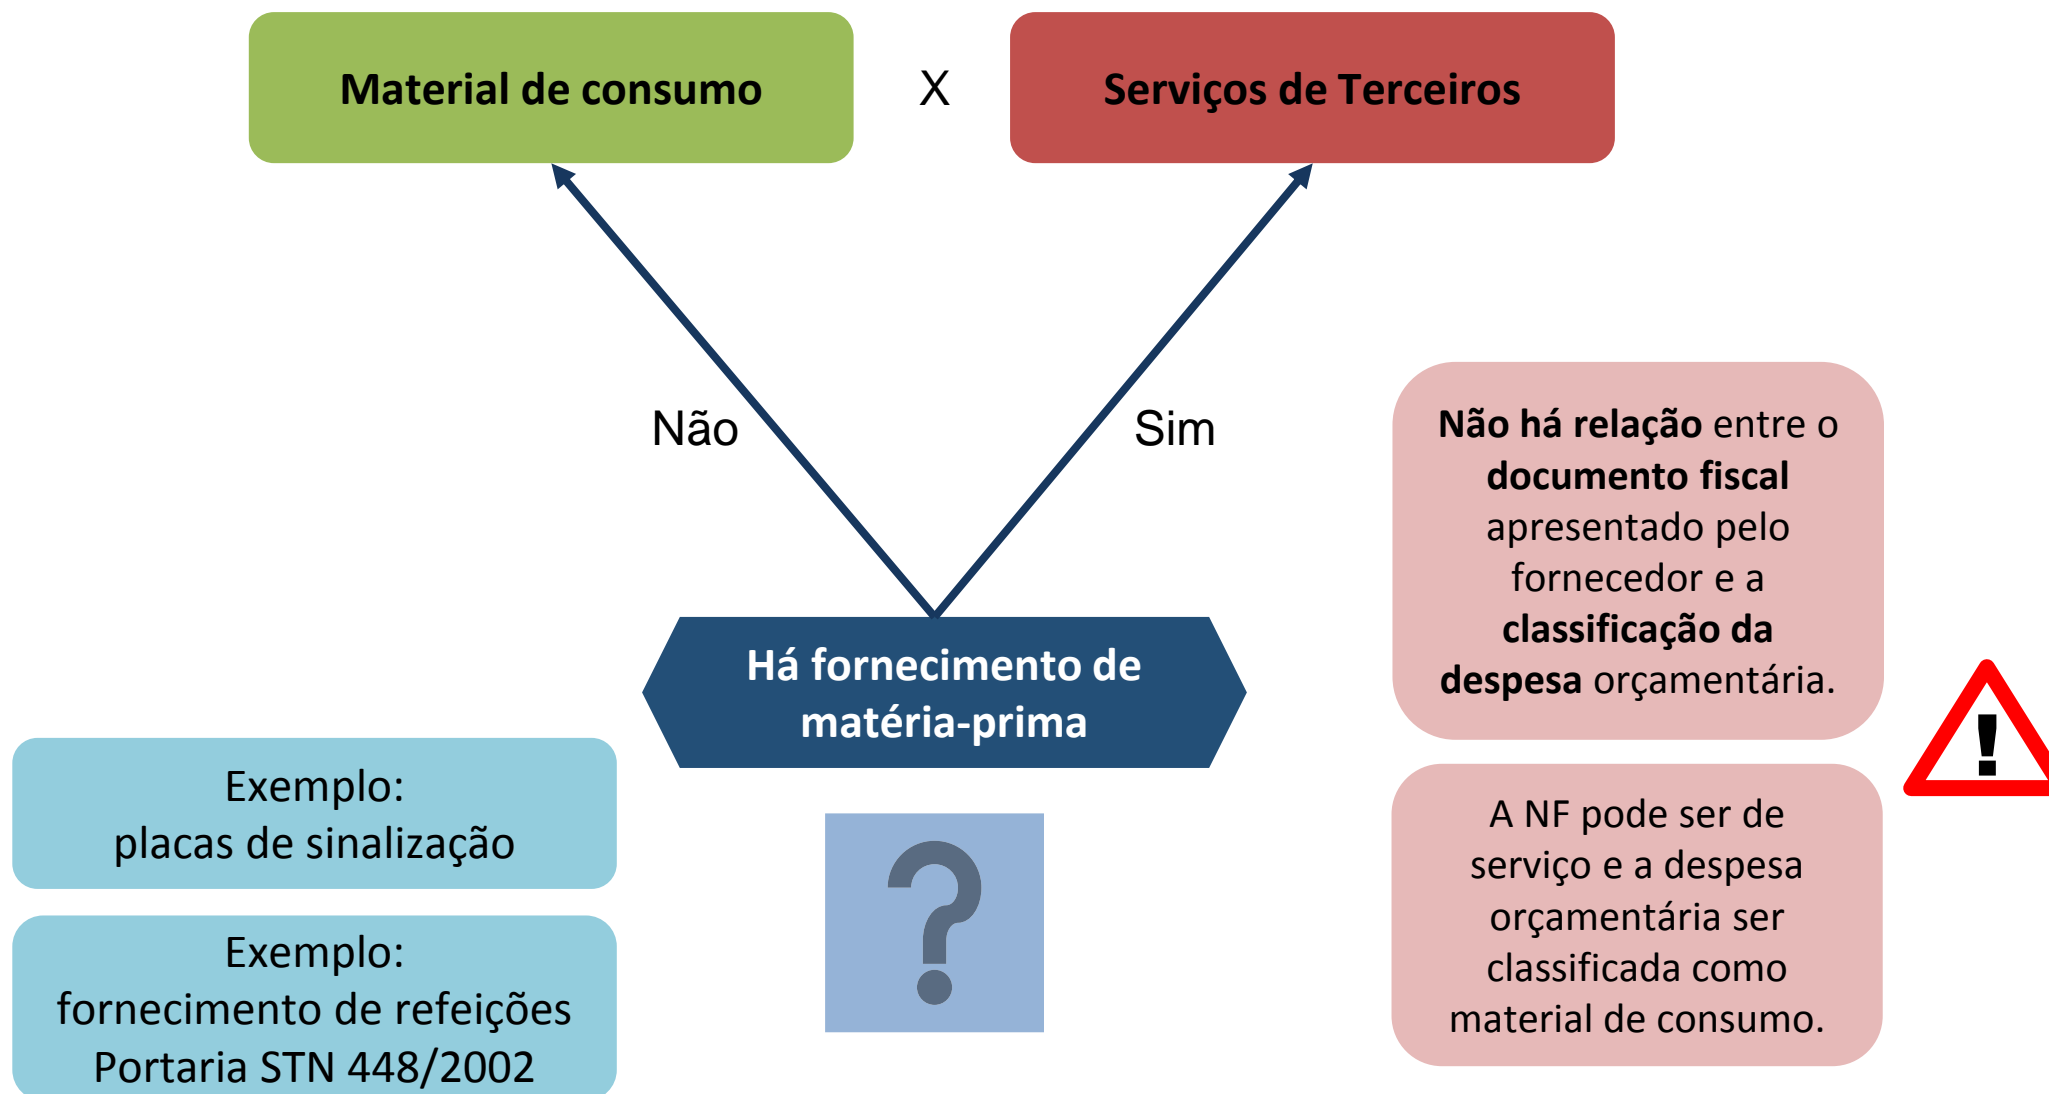 Material de consumo
X
Serviços de Terceiros
Não
Sim
Há fornecimento de
matéria-prima
?
Exemplo:
placas de sinalização
Exemplo:
fornecimento de refeições
Portaria STN 448/2002
Não há relação entre o
documento fiscal
apresentado pelo
fornecedor e a
classificação da
despesa orçamentária.
!
A NF pode ser de
serviço e a despesa
orçamentária ser
classificada como
material de consumo.